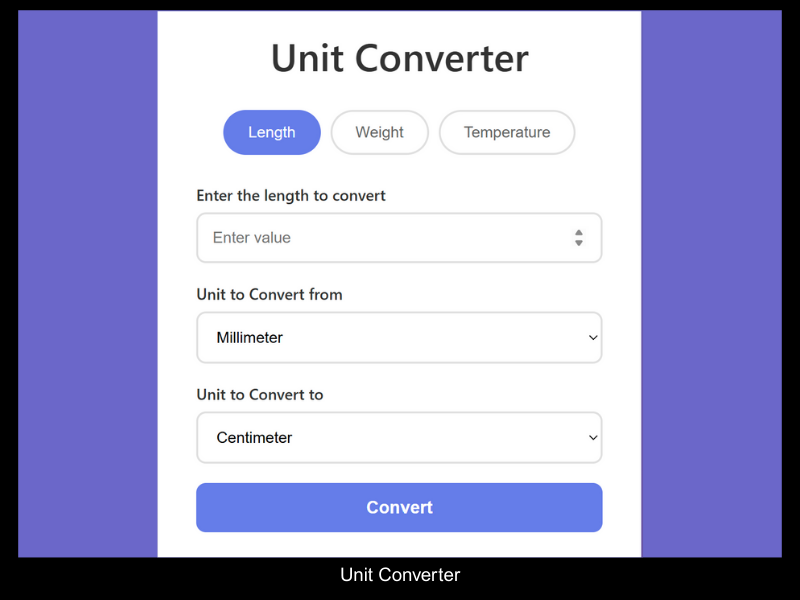 Unit Converter
Length Weight Temperature
Enter the length to convert
Enter value
Unit to Convert from
Millimeter
Unit to Convert to
Centimeter
Convert
Unit Converter